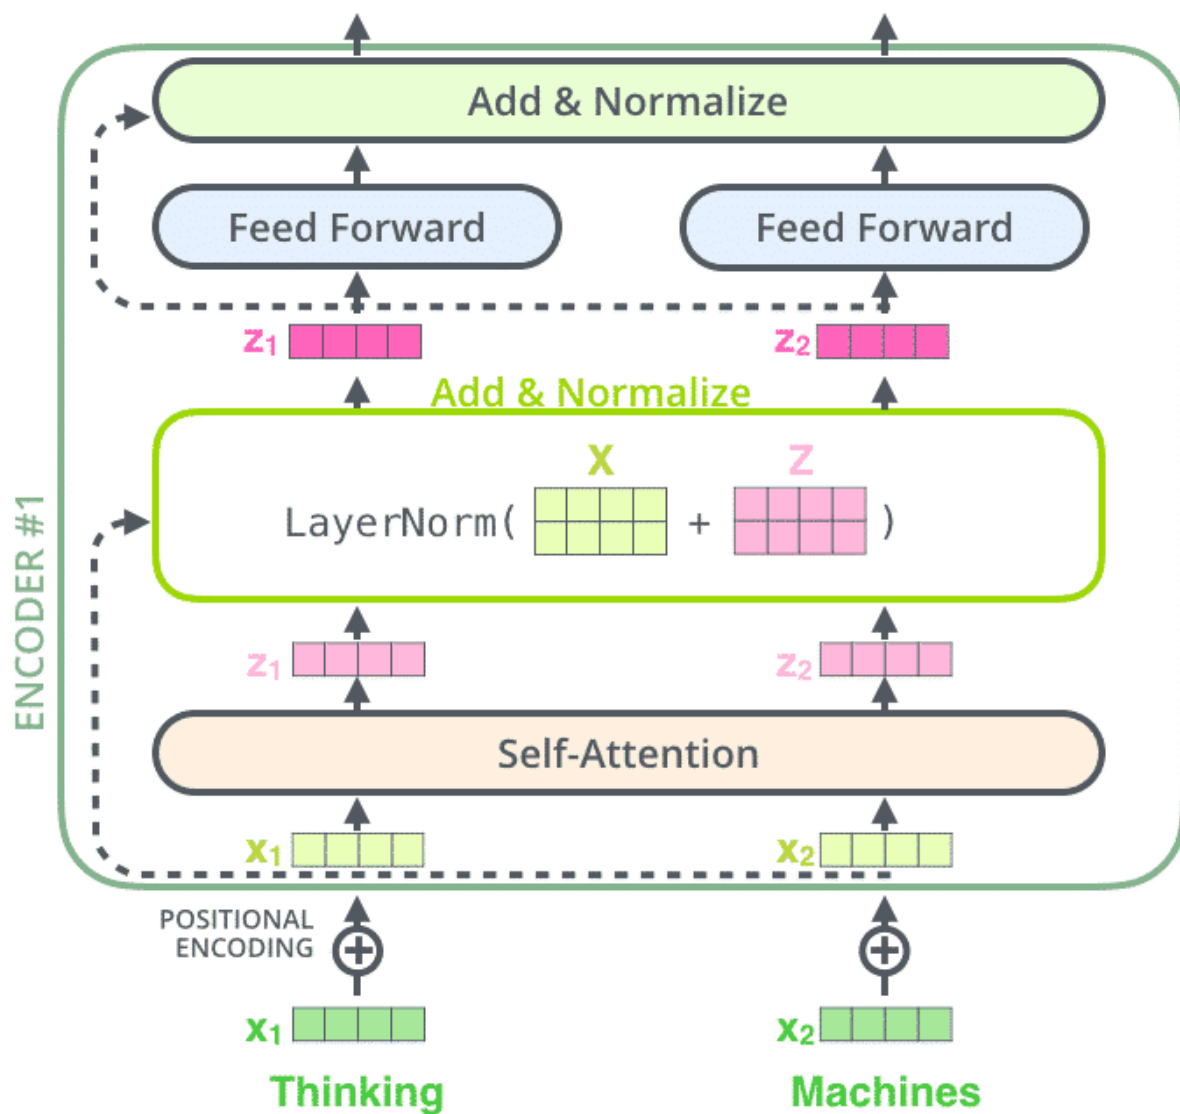 Add & Normalize
Feed Forward Feed Forward
z1 z2
Add & Normalize
X Z
LayerNorm( + )
ENCODER #1
z1 z2
Self-Attention
x1 x2
POSITIONAL
ENCODING
x1 x2
Thinking Machines